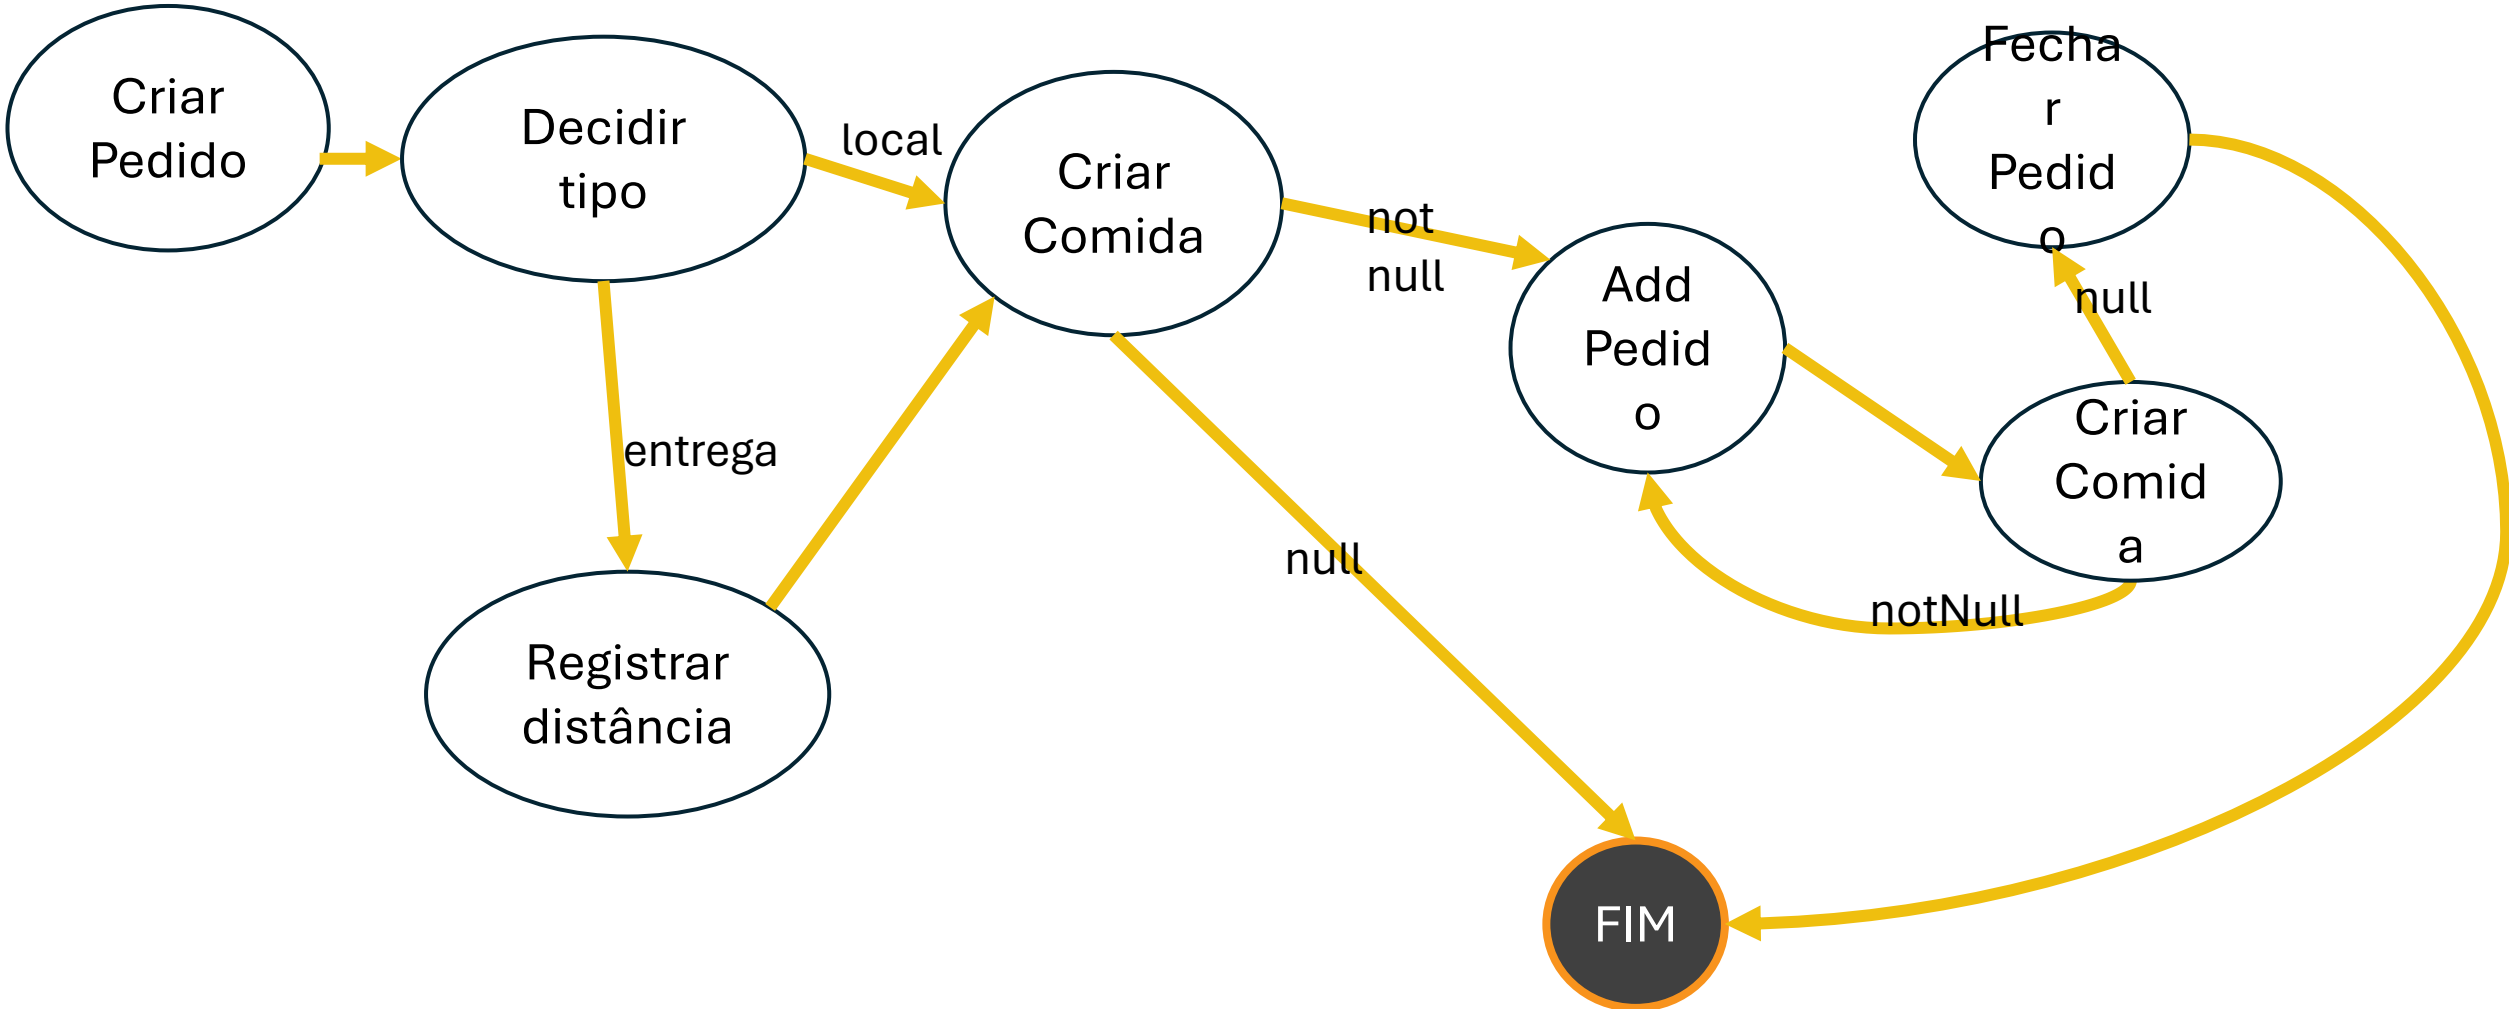 Criar
Pedido
Decidir
tipo
local
Criar
Comida
not
null
Add
Pedid
o
Fecha
r
Pedid
o
null
Criar
Comid
a
notNull
entrega
Registrar
distância
null
FIM